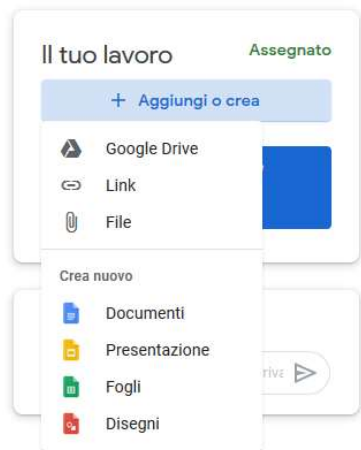 Il tuo lavoro Assegnato
+ Aggiungi o crea
Google Drive
Link
File
Crea nuovo
Documenti
Presentazione
Fogli
Disegni